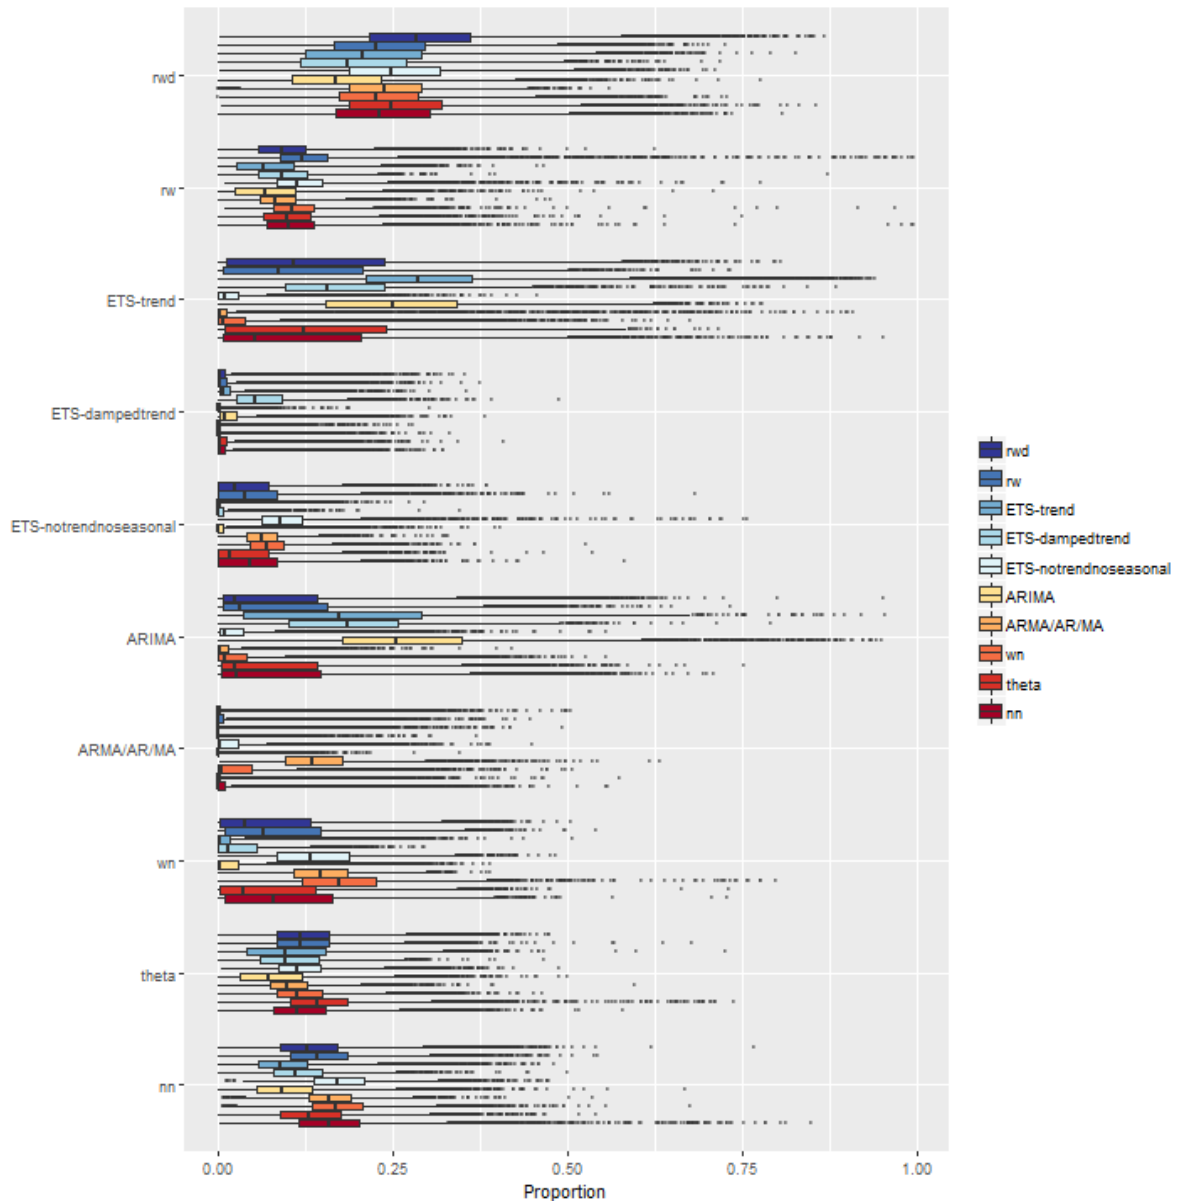 rwd
rw
ETS-trend
ETS-dampedtrend
ETS-notrendnoseasonal
ARIMA
ARMA/AR/MA
wn
theta
nn
0.00
0.25
0.50
0.75
1.00
Proportion
rwd
rw
ETS-trend
ETS-dampedtrend
ETS-notrendnoseasonal
ARIMA
ARMA/AR/MA
wn
theta
nn